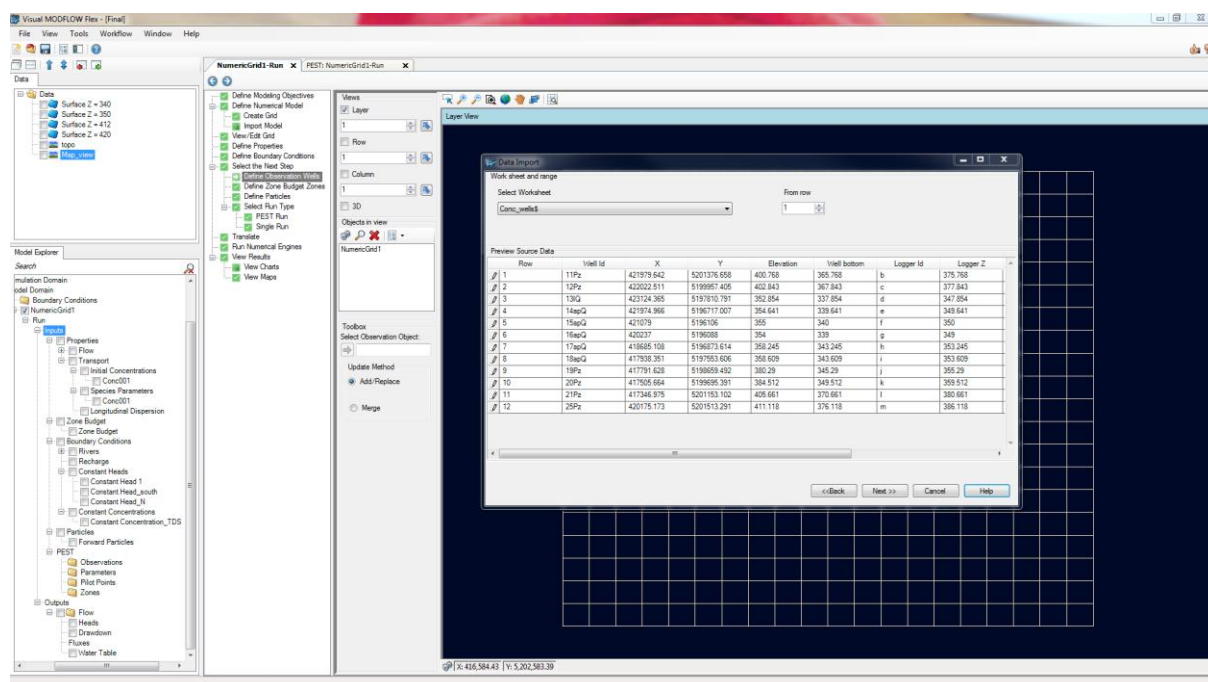 Visual MODFLOW Flex - [Final]
File View Tools Workflow Window Help
NumericGrid1-Run X PEST: NumericGrid1-Run X
Data
Data
Surface Z = 340
Surface Z = 350
Surface Z = 412
Surface Z = 420
topo
Map_view
Model Explorer
Search
mulation Domain
odel Domain
Boundary Conditions
NumericGrid1
Run
Inputs
Properties
Flow
Transport
Initial Concentrations
Conc001
Species Parameters
Conc001
Longitudinal Dispersion
Zone Budget
Zone Budget
Boundary Conditions
Rivers
Recharge
Constant Heads
Constant Head 1
Constant Head_south
Constant Head_N
Constant Concentrations
Constant Concentration_TDS
Particles
Forward Particles
PEST
Observations
Parameters
Pilot Points
Zones
Outputs
Flow
Heads
Drawdown
Fluxes
Water Table
Define Modeling Objectives
Define Numerical Model
Create Grid
Import Model
View/Edit Grid
Define Properties
Define Boundary Conditions
Select the Next Step
Define Observation Wells
Define Zone Budget Zones
Define Particles
Select Run Type
PEST Run
Single Run
Translate
Run Numerical Engines
View Results
View Charts
View Maps
Views
Layer
1
Row
1
Column
1
3D
Objects in view
NumericGrid1
Toolbox
Select Observation Object:
Update Method
Add/Replace
Merge
Layer View
Data Import
Work sheet and range
Select Worksheet From row
Conc_wells$ 1
Preview Source Data
Row Well Id X Y Elevation Well bottom Logger Id Logger Z
1 11Pz 421979.642 5201376.658 400.768 365.768 b 375.768
2 12Pz 422022.511 5199957.405 402.843 367.843 c 377.843
3 13IQ 423124.365 5197810.791 352.854 337.854 d 347.854
4 14apQ 421974.966 5196717.007 354.641 339.641 e 349.641
5 15apQ 421079 5196106 355 340 f 350
6 16apQ 420237 5196088 354 339 g 349
7 17apQ 418685.108 5196873.614 358.245 343.245 h 353.245
8 18apQ 417938.351 5197553.606 358.609 343.609 i 353.609
9 19Pz 417791.628 5198659.492 380.29 345.29 j 355.29
10 20Pz 417505.664 5199695.391 384.512 349.512 k 359.512
11 21Pz 417346.975 5201153.102 405.661 370.661 l 380.661
12 25Pz 420175.173 5201513.291 411.118 376.118 m 386.118
<<Back Next >> Cancel Help
X: 416,584.43 Y: 5,202,583.39